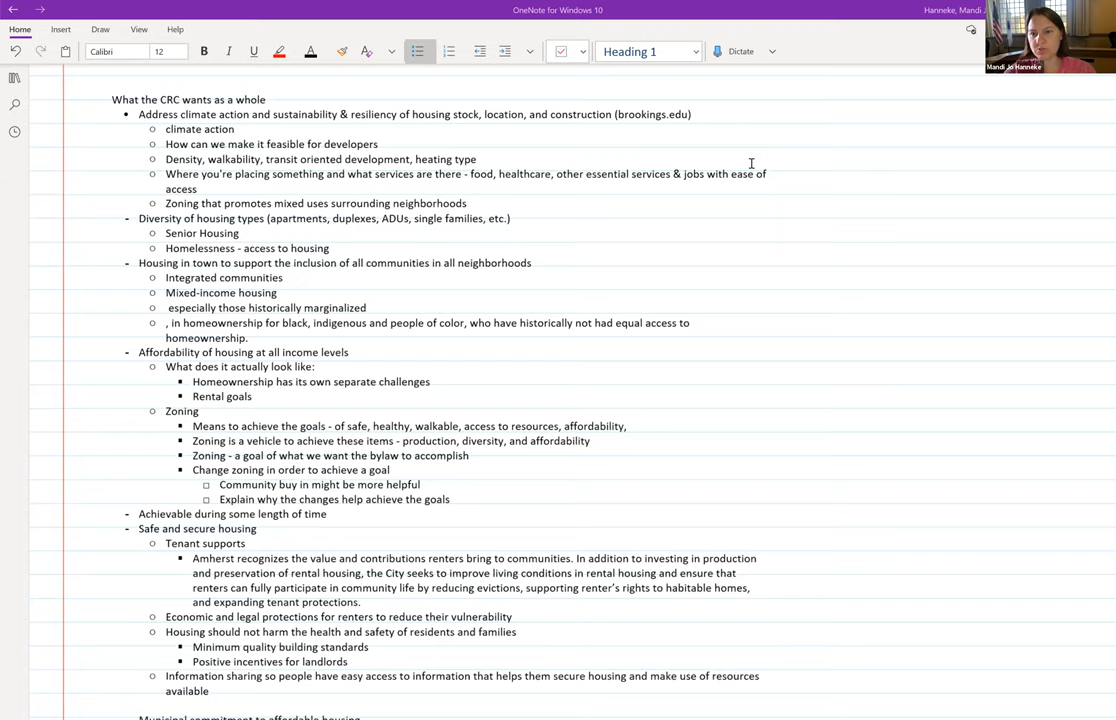 OneNote for Windows 10
Hanneke, Mandi J
Home Insert Draw View Help
Calibri 12 B I U A A Heading 1 Dictate
Mandi Jo Hanneke
What the CRC wants as a whole
• Address climate action and sustainability & resiliency of housing stock, location, and construction (brookings.edu)
○ climate action
○ How can we make it feasible for developers
○ Density, walkability, transit oriented development, heating type
○ Where you're placing something and what services are there - food, healthcare, other essential services & jobs with ease of
access
○ Zoning that promotes mixed uses surrounding neighborhoods
- Diversity of housing types (apartments, duplexes, ADUs, single families, etc.)
○ Senior Housing
○ Homelessness - access to housing
- Housing in town to support the inclusion of all communities in all neighborhoods
○ Integrated communities
○ Mixed-income housing
○ especially those historically marginalized
○ , in homeownership for black, indigenous and people of color, who have historically not had equal access to
homeownership.
- Affordability of housing at all income levels
○ What does it actually look like:
▪ Homeownership has its own separate challenges
▪ Rental goals
○ Zoning
▪ Means to achieve the goals - of safe, healthy, walkable, access to resources, affordability,
▪ Zoning is a vehicle to achieve these items - production, diversity, and affordability
▪ Zoning - a goal of what we want the bylaw to accomplish
▪ Change zoning in order to achieve a goal
□ Community buy in might be more helpful
□ Explain why the changes help achieve the goals
- Achievable during some length of time
- Safe and secure housing
○ Tenant supports
▪ Amherst recognizes the value and contributions renters bring to communities. In addition to investing in production
and preservation of rental housing, the City seeks to improve living conditions in rental housing and ensure that
renters can fully participate in community life by reducing evictions, supporting renter's rights to habitable homes,
and expanding tenant protections.
○ Economic and legal protections for renters to reduce their vulnerability
○ Housing should not harm the health and safety of residents and families
▪ Minimum quality building standards
▪ Positive incentives for landlords
○ Information sharing so people have easy access to information that helps them secure housing and make use of resources
available
Municipal commitment to affordable housing